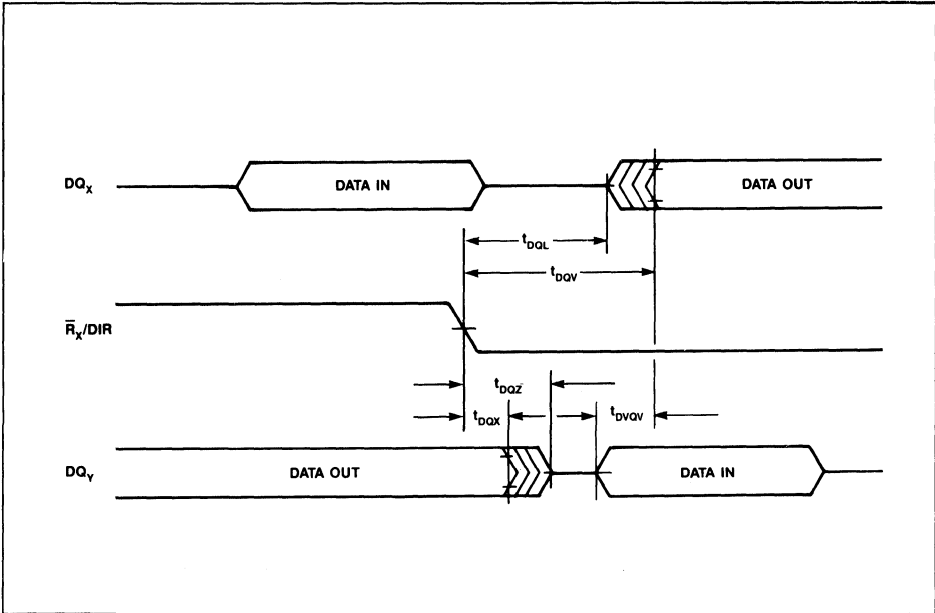 DQX DATA IN DATA OUT
tDQL
tDQV
R̅X/DIR
tDQZ
tDQX tDVQV
DQY DATA OUT DATA IN